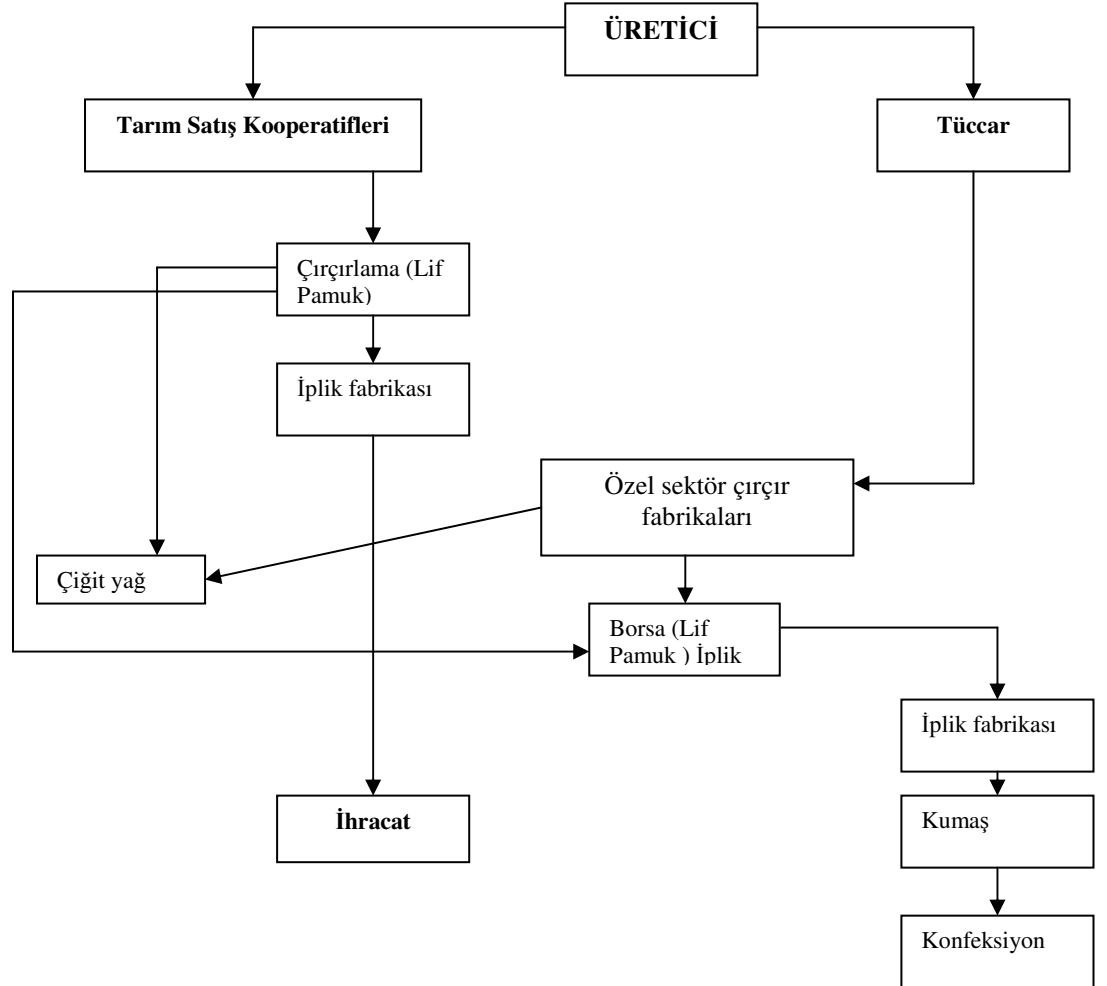 ÜRETİCİ
Tarım Satış Kooperatifleri
Tüccar
Çırçırlama (Lif
Pamuk)
İplik fabrikası
Özel sektör çırçır
fabrikaları
Çiğit yağ
Borsa (Lif
Pamuk ) İplik
İplik fabrikası
İhracat
Kumaş
Konfeksiyon